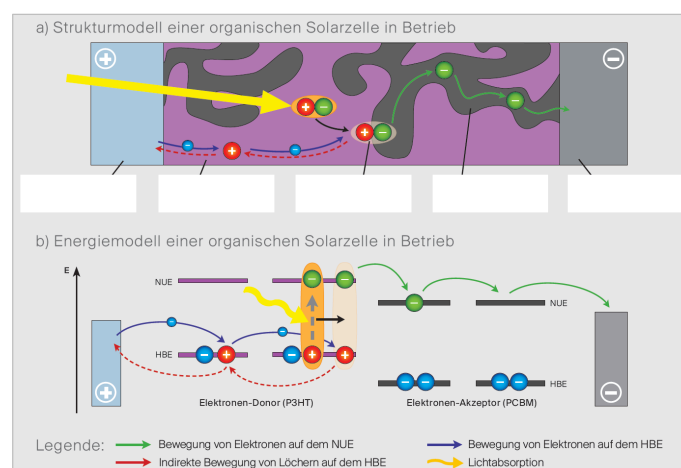 a) Strukturmodell einer organischen Solarzelle in Betrieb
+
−
+ −
−
−
−
+
−
+ −
b) Energiemodell einer organischen Solarzelle in Betrieb
E
NUE
− −
− NUE
−
HBE − + − + +
− − − − HBE
+
−
Elektronen-Donor (P3HT)
Elektronen-Akzeptor (PCBM)
Legende:
Bewegung von Elektronen auf dem NUE
Bewegung von Elektronen auf dem HBE
Indirekte Bewegung von Löchern auf dem HBE
Lichtabsorption